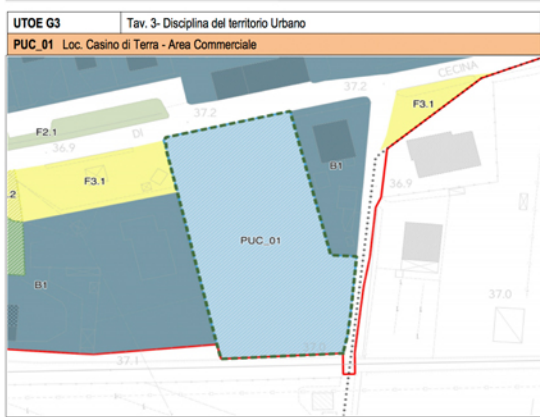 UTOE G3 Tav. 3- Disciplina del territorio Urbano
PUC_01 Loc. Casino di Terra - Area Commerciale
CECINA
37.2
F3.1
37.2
F2.1
DI
36.9
B1
F3.1
36.9
.2
PUC_01
B1
37.0
37.0
37.1